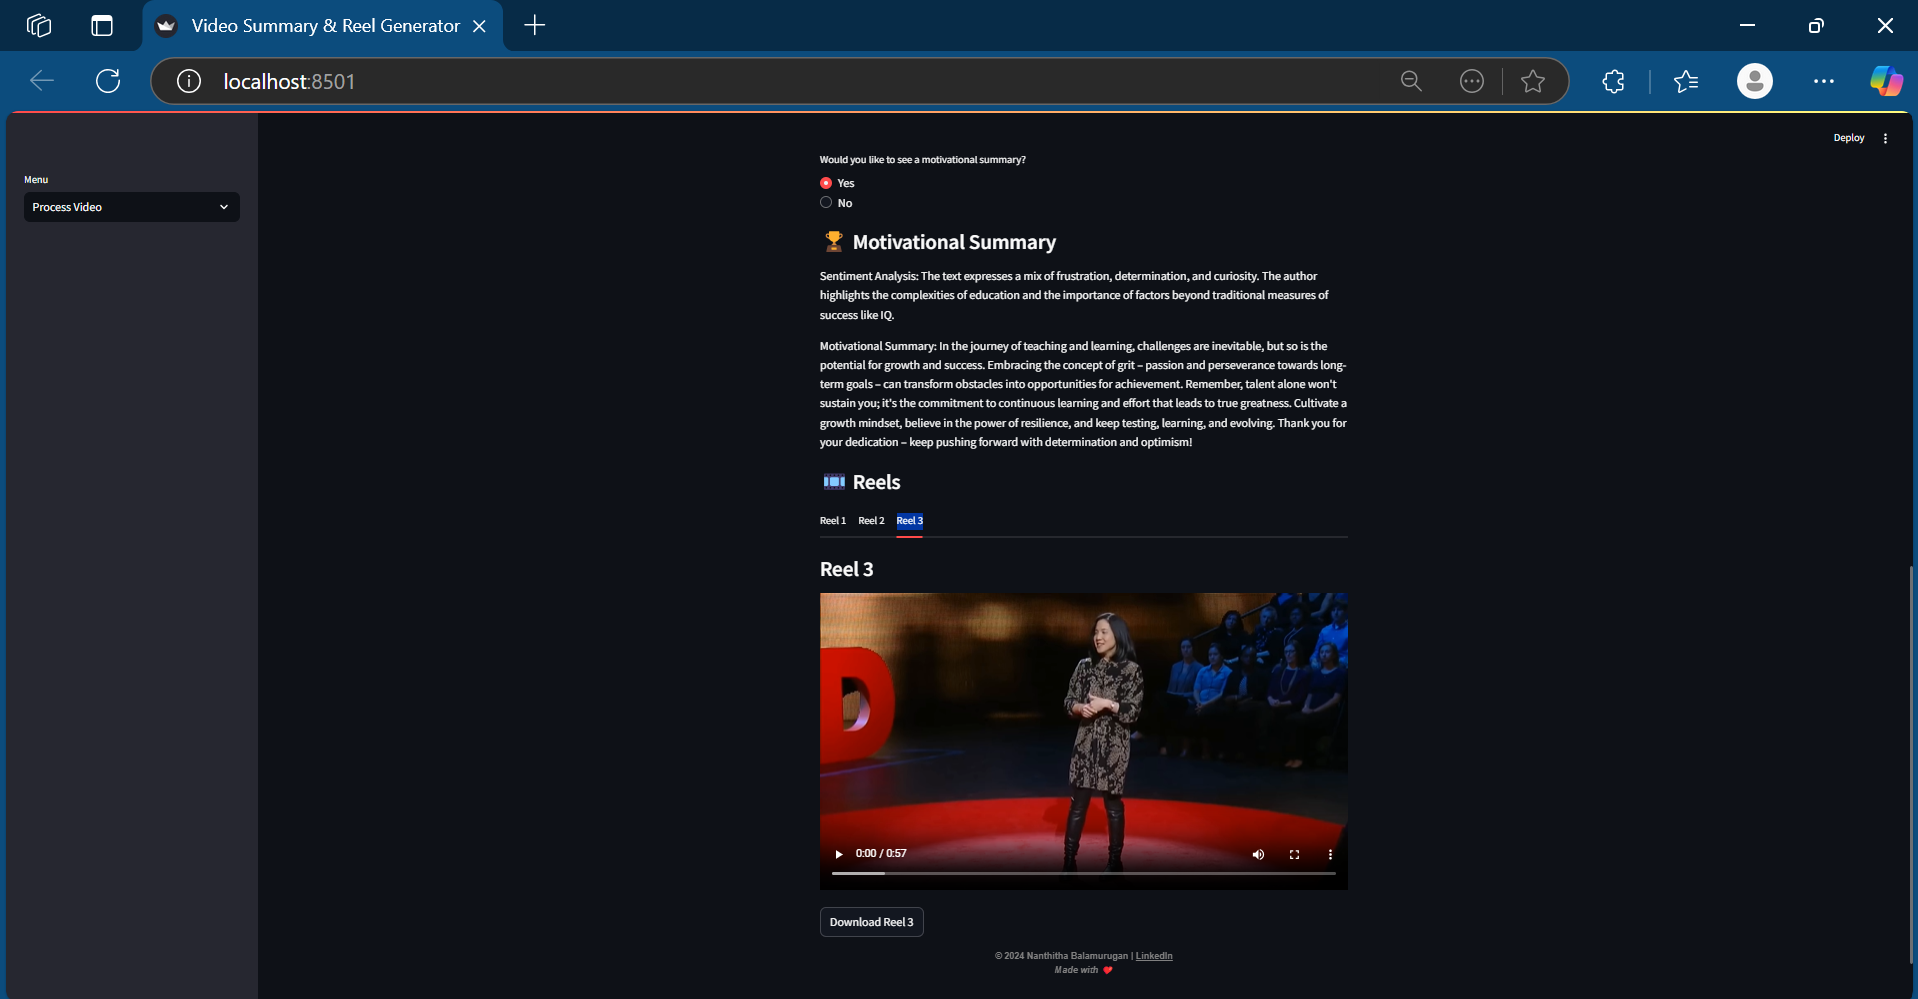 Video Summary & Reel Generator
localhost:8501
Deploy
Menu
Process Video
Would you like to see a motivational summary?
Yes
No
Motivational Summary
Sentiment Analysis: The text expresses a mix of frustration, determination, and curiosity. The author
highlights the complexities of education and the importance of factors beyond traditional measures of
success like IQ.
Motivational Summary: In the journey of teaching and learning, challenges are inevitable, but so is the
potential for growth and success. Embracing the concept of grit – passion and perseverance towards long-
term goals – can transform obstacles into opportunities for achievement. Remember, talent alone won't
sustain you; it's the commitment to continuous learning and effort that leads to true greatness. Cultivate a
growth mindset, believe in the power of resilience, and keep testing, learning, and evolving. Thank you for
your dedication – keep pushing forward with determination and optimism!
Reels
Reel 1 Reel 2 Reel 3
Reel 3
D
0:00 / 0:57
Download Reel 3
© 2024 Nanthitha Balamurugan | LinkedIn
Made with